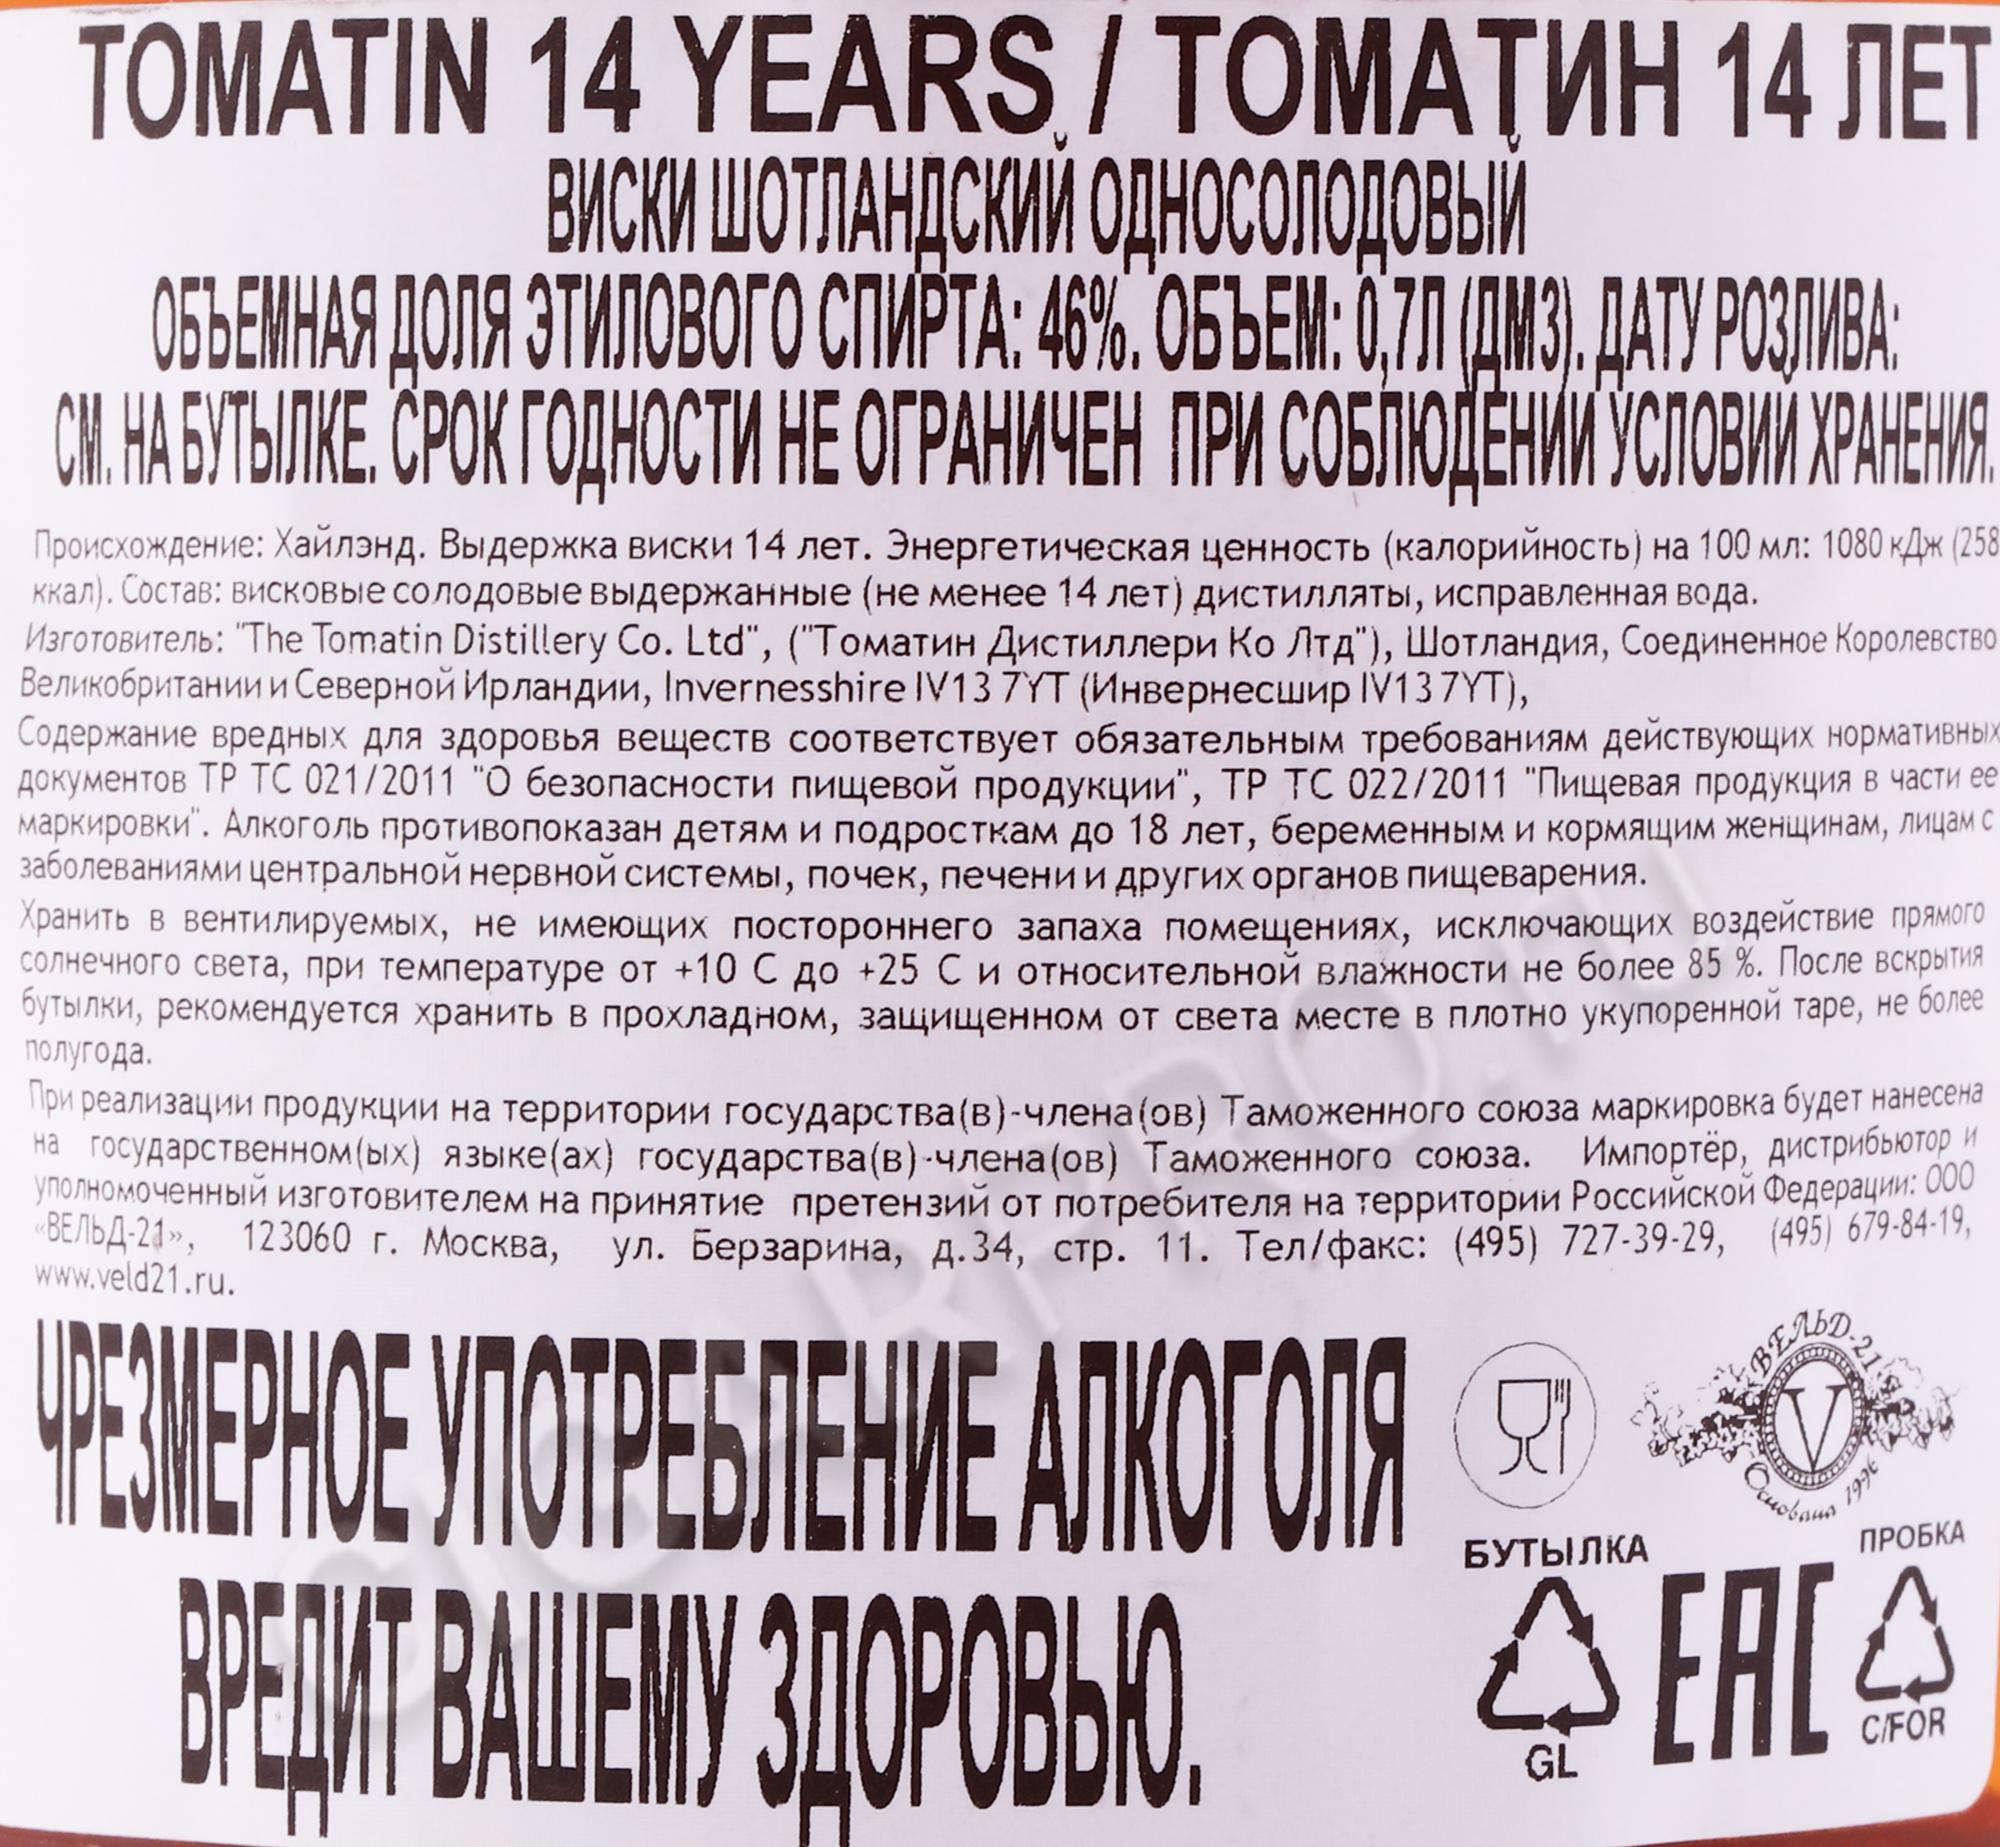 TOMATIN 14 YEARS / ТОМАТИН 14 ЛЕТ
ВИСКИ ШОТЛАНДСКИЙ ОДНОСОЛОДОВЫЙ
ОБЪЕМНАЯ ДОЛЯ ЭТИЛОВОГО СПИРТА: 46%. ОБЪЕМ: 0,7Л (ДМ3). ДАТУ РОЗЛИВА:
СМ. НА БУТЫЛКЕ. СРОК ГОДНОСТИ НЕ ОГРАНИЧЕН ПРИ СОБЛЮДЕНИИ УСЛОВИЙ ХРАНЕНИЯ.
Происхождение: Хайлэнд. Выдержка виски 14 лет. Энергетическая ценность (калорийность) на 100 мл: 1080 кДж (258
ккал). Состав: висковые солодовые выдержанные (не менее 14 лет) дистилляты, исправленная вода.
Изготовитель: "The Tomatin Distillery Co. Ltd", ("Томатин Дистиллери Ко Лтд"), Шотландия, Соединенное Королевство
Великобритании и Северной Ирландии, Invernesshire IV13 7YT (Инвернесшир IV13 7YT),
Содержание вредных для здоровья веществ соответствует обязательным требованиям действующих нормативных
документов ТР ТС 021/2011 "О безопасности пищевой продукции", ТР ТС 022/2011 "Пищевая продукция в части ее
маркировки". Алкоголь противопоказан детям и подросткам до 18 лет, беременным и кормящим женщинам, лицам с
заболеваниями центральной нервной системы, почек, печени и других органов пищеварения.
Хранить в вентилируемых, не имеющих постороннего запаха помещениях, исключающих воздействие прямого
солнечного света, при температуре от +10 С до +25 С и относительной влажности не более 85 %. После вскрытия
бутылки, рекомендуется хранить в прохладном, защищенном от света месте в плотно укупоренной таре, не более
полугода.
При реализации продукции на территории государства(в)-члена(ов) Таможенного союза маркировка будет нанесена
на государственном(ых) языке(ах) государства(в)-члена(ов) Таможенного союза. Импортёр, дистрибьютор и
уполномоченный изготовителем на принятие претензий от потребителя на территории Российской Федерации: ООО
«ВЕЛЬД-21», 123060 г. Москва, ул. Берзарина, д.34, стр. 11. Тел/факс: (495) 727-39-29, (495) 679-84-19,
www.veld21.ru.
ЧРЕЗМЕРНОЕ УПОТРЕБЛЕНИЕ АЛКОГОЛЯ
ВРЕДИТ ВАШЕМУ ЗДОРОВЬЮ.
ВЕЛЬД-21
V
Основана 199Ж
БУТЫЛКА
ПРОБКА
GL
EAC
C/FOR
CIGARPRO.ru